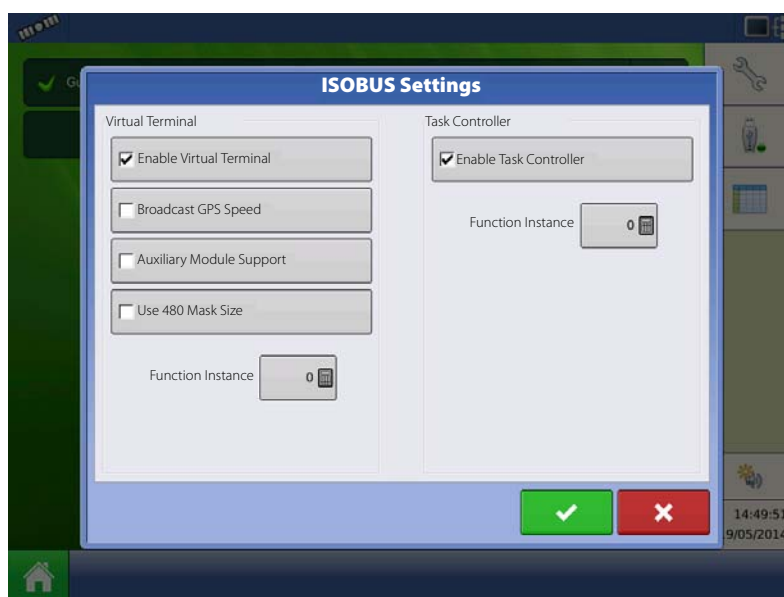 Gu
ISOBUS Settings
Virtual Terminal
Enable Virtual Terminal
Broadcast GPS Speed
Auxiliary Module Support
Use 480 Mask Size
Function Instance
0
Task Controller
Enable Task Controller
Function Instance
0
14:49:51
9/05/2014